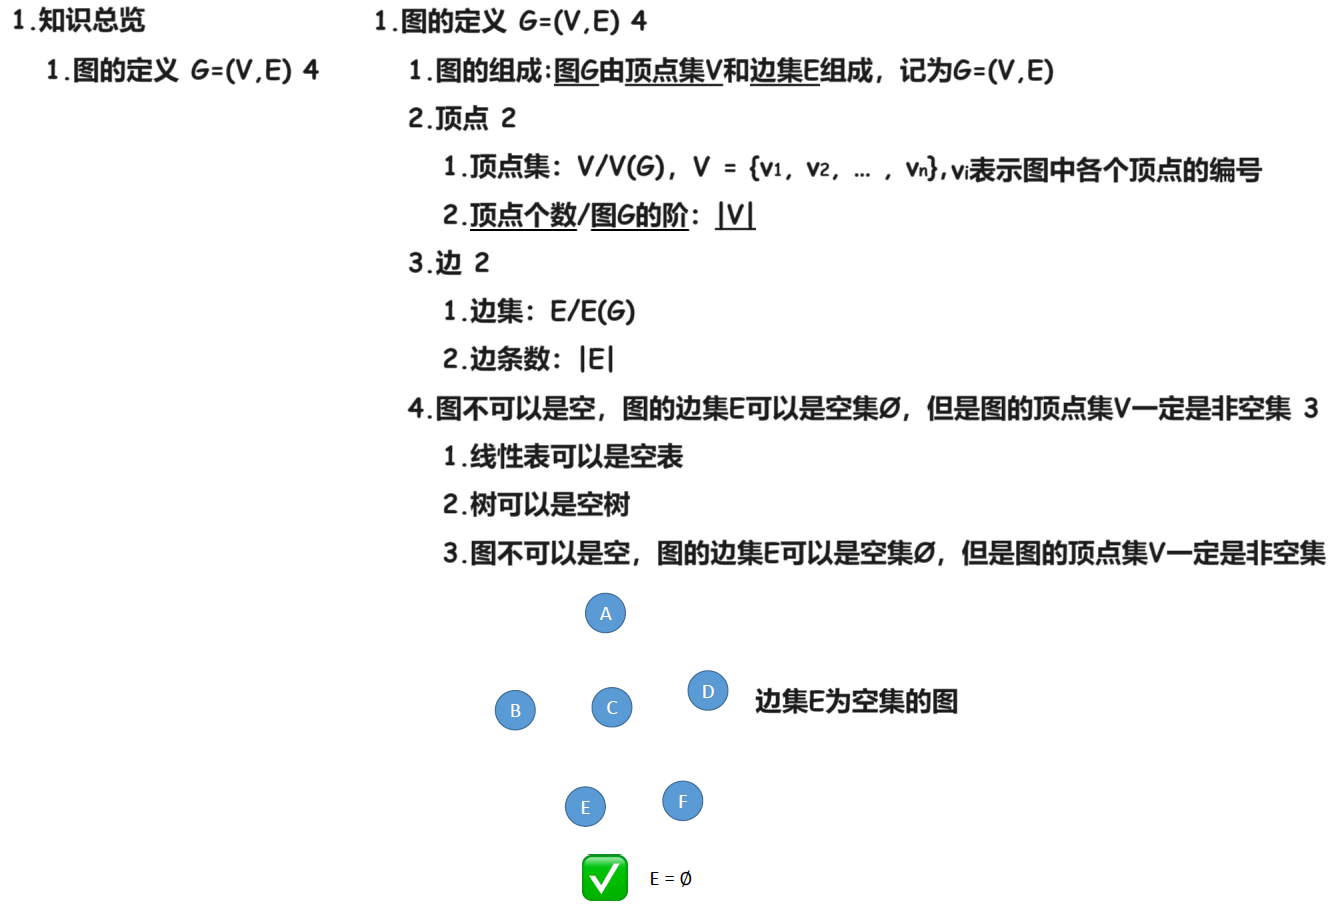 1.知识总览
1.图的定义 G=(V,E) 4
1.图的定义 G=(V,E) 4
1.图的组成:图G由顶点集V和边集E组成，记为G=(V,E)
2.顶点 2
1.顶点集：V/V(G)，V = {v1，v2，... ，vn},vi表示图中各个顶点的编号
2.顶点个数/图G的阶：|V|
3.边 2
1.边集：E/E(G)
2.边条数：|E|
4.图不可以是空，图的边集E可以是空集Ø，但是图的顶点集V一定是非空集 3
1.线性表可以是空表
2.树可以是空树
3.图不可以是空，图的边集E可以是空集Ø，但是图的顶点集V一定是非空集
A
B
C
D
边集E为空集的图
E
F
E = Ø